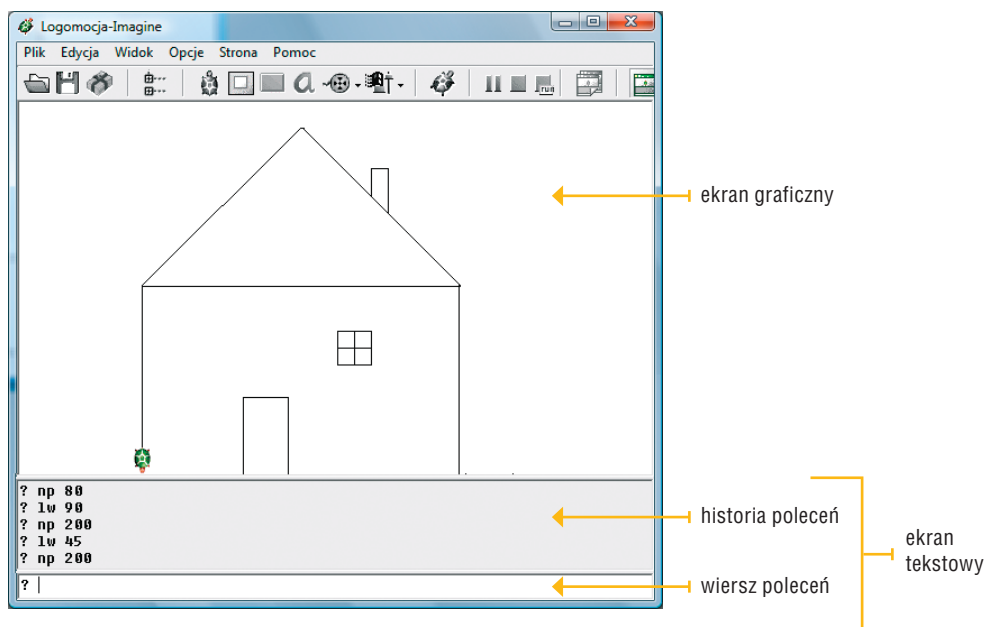 Logomocja-Imagine
Plik Edycja Widok Opcje Strona Pomoc
run
ekran graficzny
? np 80
? lw 90
? np 200
? lw 45
? np 200
historia poleceń
ekran
tekstowy
?
wiersz poleceń